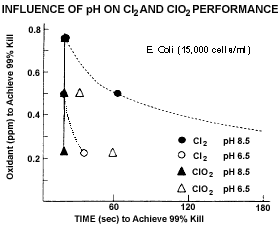 INFLUENCE OF pH ON Cl2 AND ClO2 PERFORMANCE
Oxidant (ppm) to Achieve 99% Kill
0.8
0.6
0.4
0.2
E. Coli (15,000 cells/ml)
Cl2 pH 8.5
Cl2 pH 6.5
ClO2 pH 8.5
ClO2 pH 6.5
60
120
180
TIME (sec) to Achieve 99% Kill